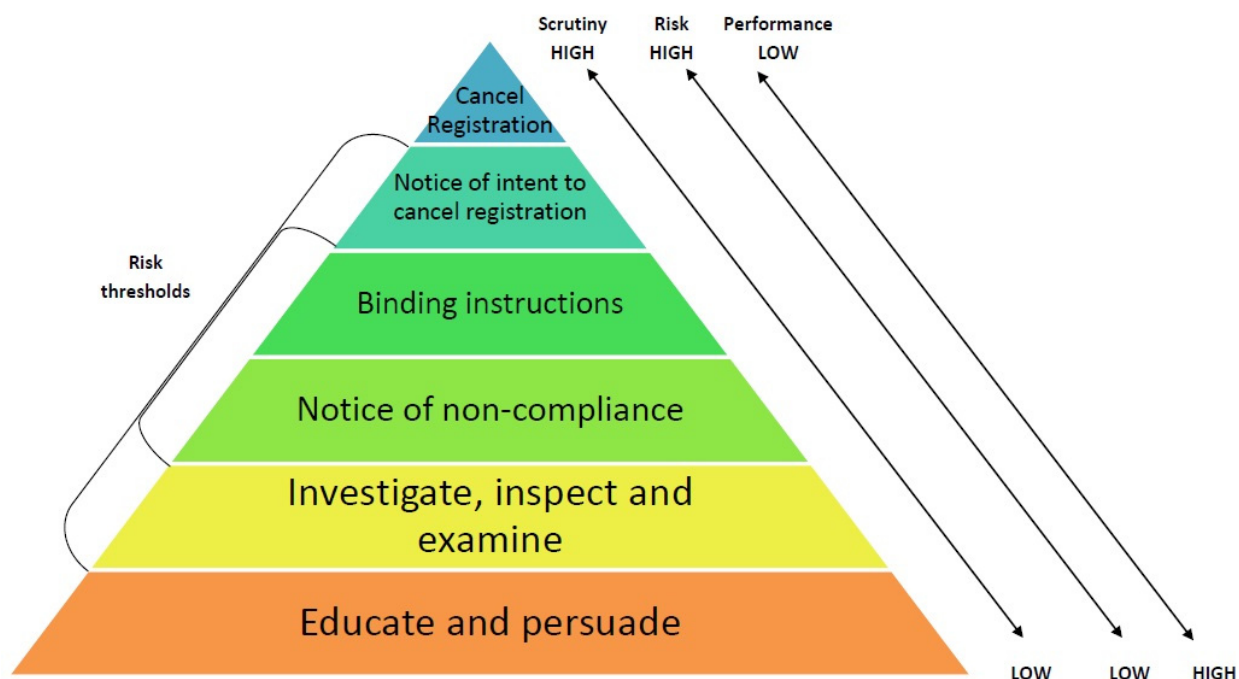 Scrutiny Risk Performance
HIGH HIGH LOW
Cancel
Registration
Notice of intent to
cancel registration
Risk
thresholds
Binding instructions
Notice of non-compliance
Investigate, inspect and
examine
Educate and persuade
LOW LOW HIGH